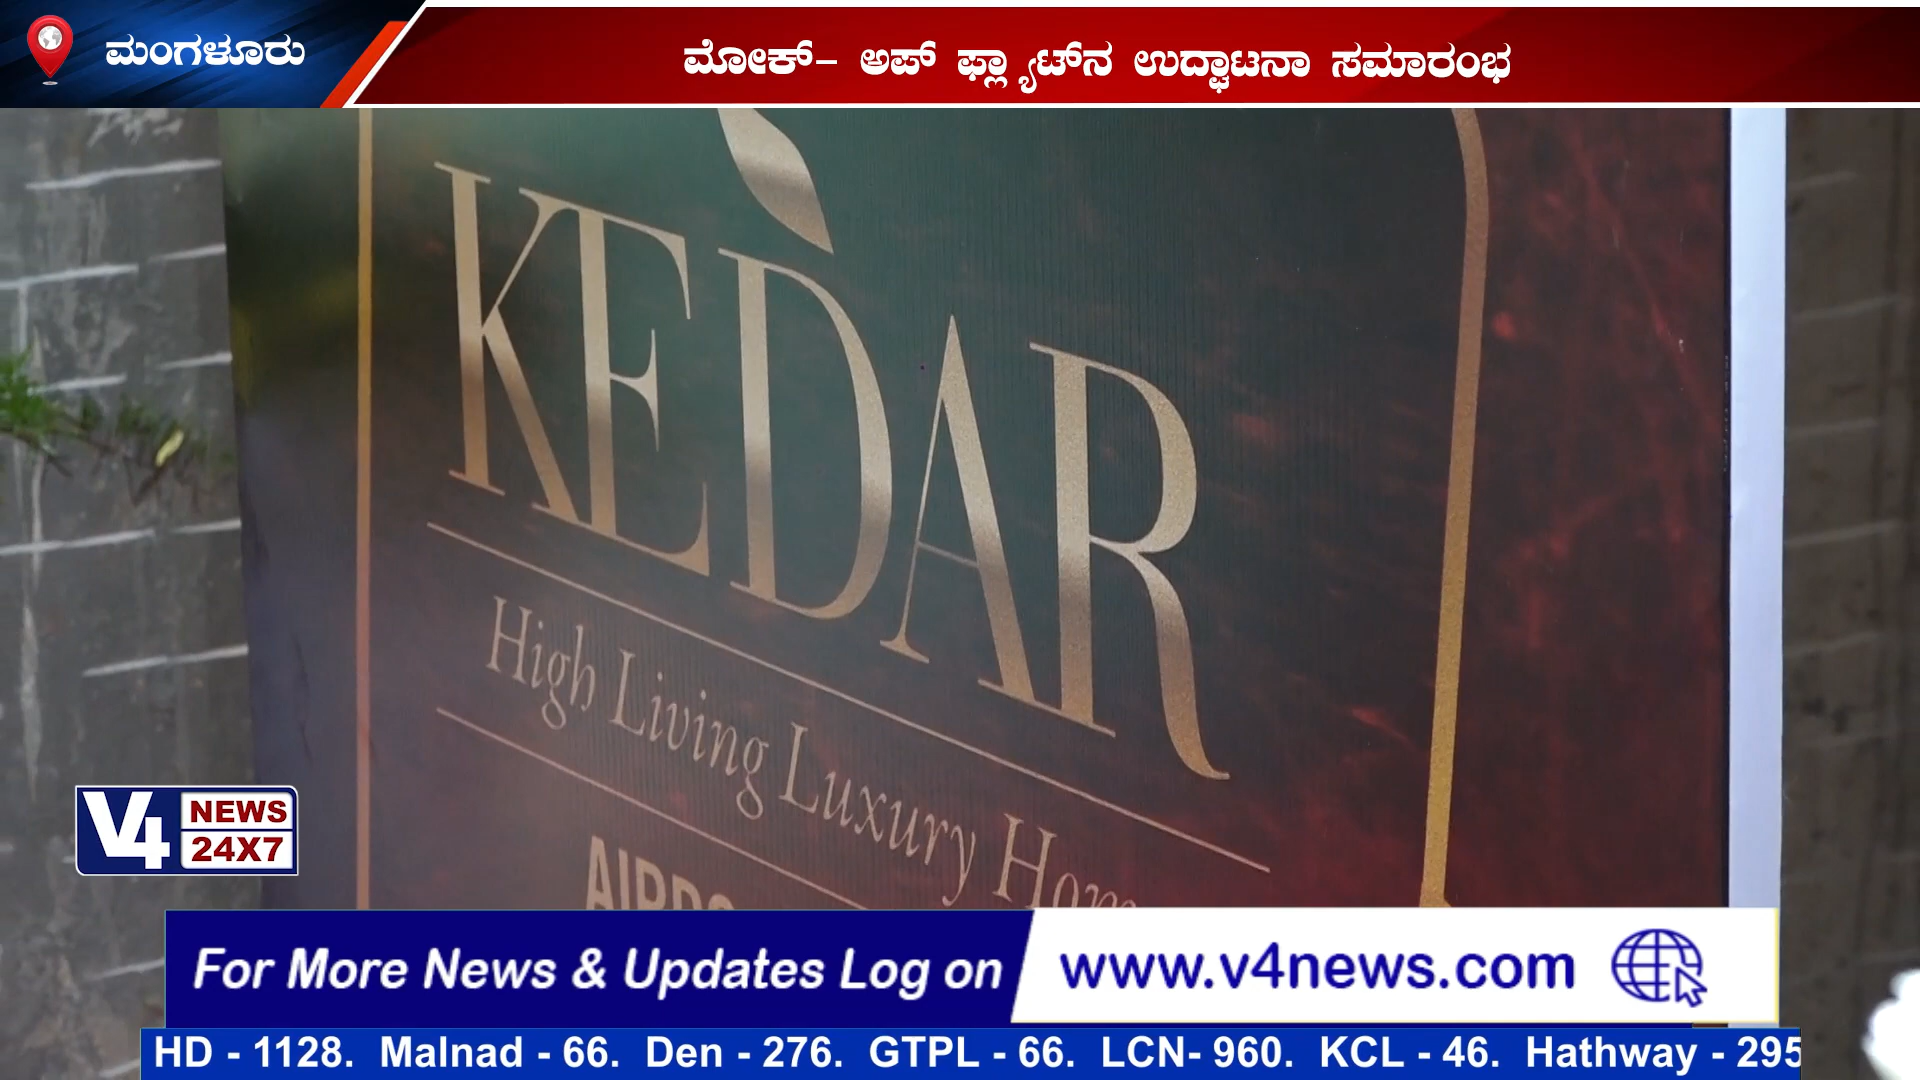 ಮಂಗಳೂರು
ಮೋಕ್- ಅಪ್ ಫ್ಲ್ಯಾಟ್‌ನ ಉದ್ಘಾಟನಾ ಸಮಾರಂಭ
KEDAR
High Living Luxury
V4 NEWS
24X7
For More News & Updates Log on www.v4news.com
HD - 1128. Malnad - 66. Den - 276. GTPL - 66. LCN- 960. KCL - 46. Hathway - 295